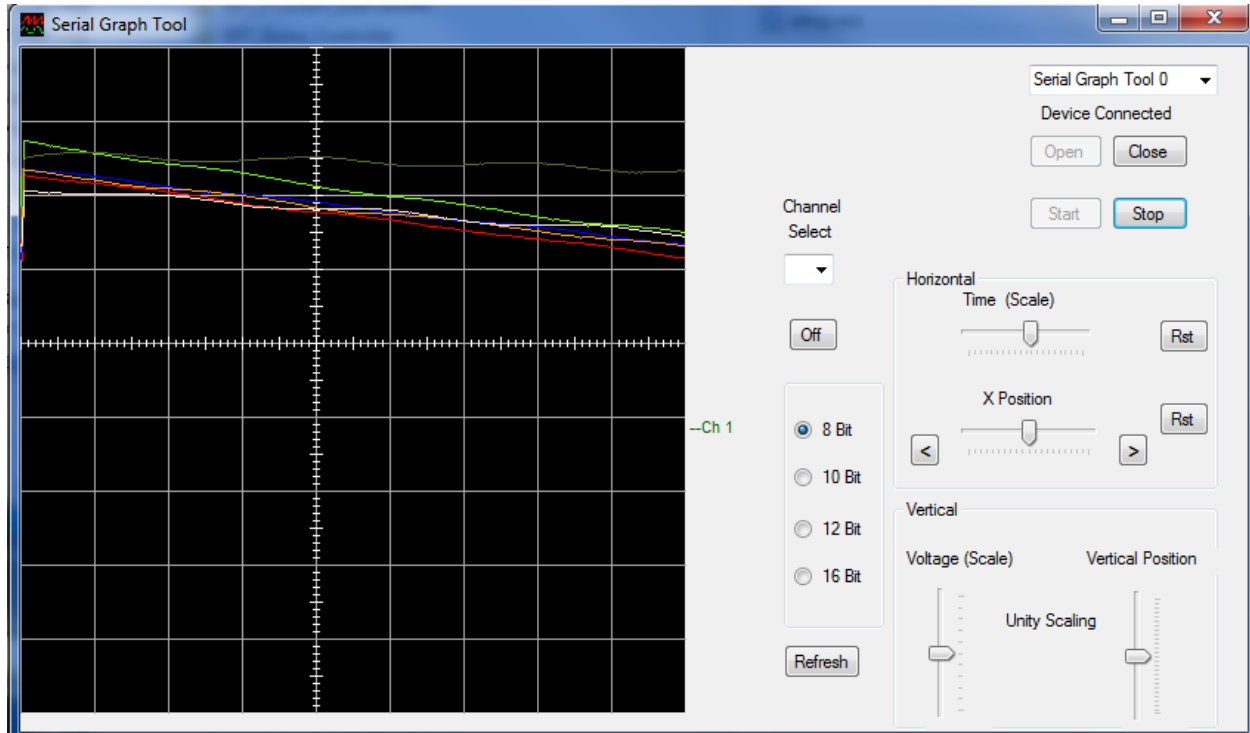 Serial Graph Tool
Serial Graph Tool 0
Device Connected
Open Close
Start Stop
Channel
Select
Off
Horizontal
Time (Scale)
Rst
X Position
Rst
< >
--Ch 1
8 Bit
10 Bit
12 Bit
16 Bit
Refresh
Vertical
Voltage (Scale) Vertical Position
Unity Scaling